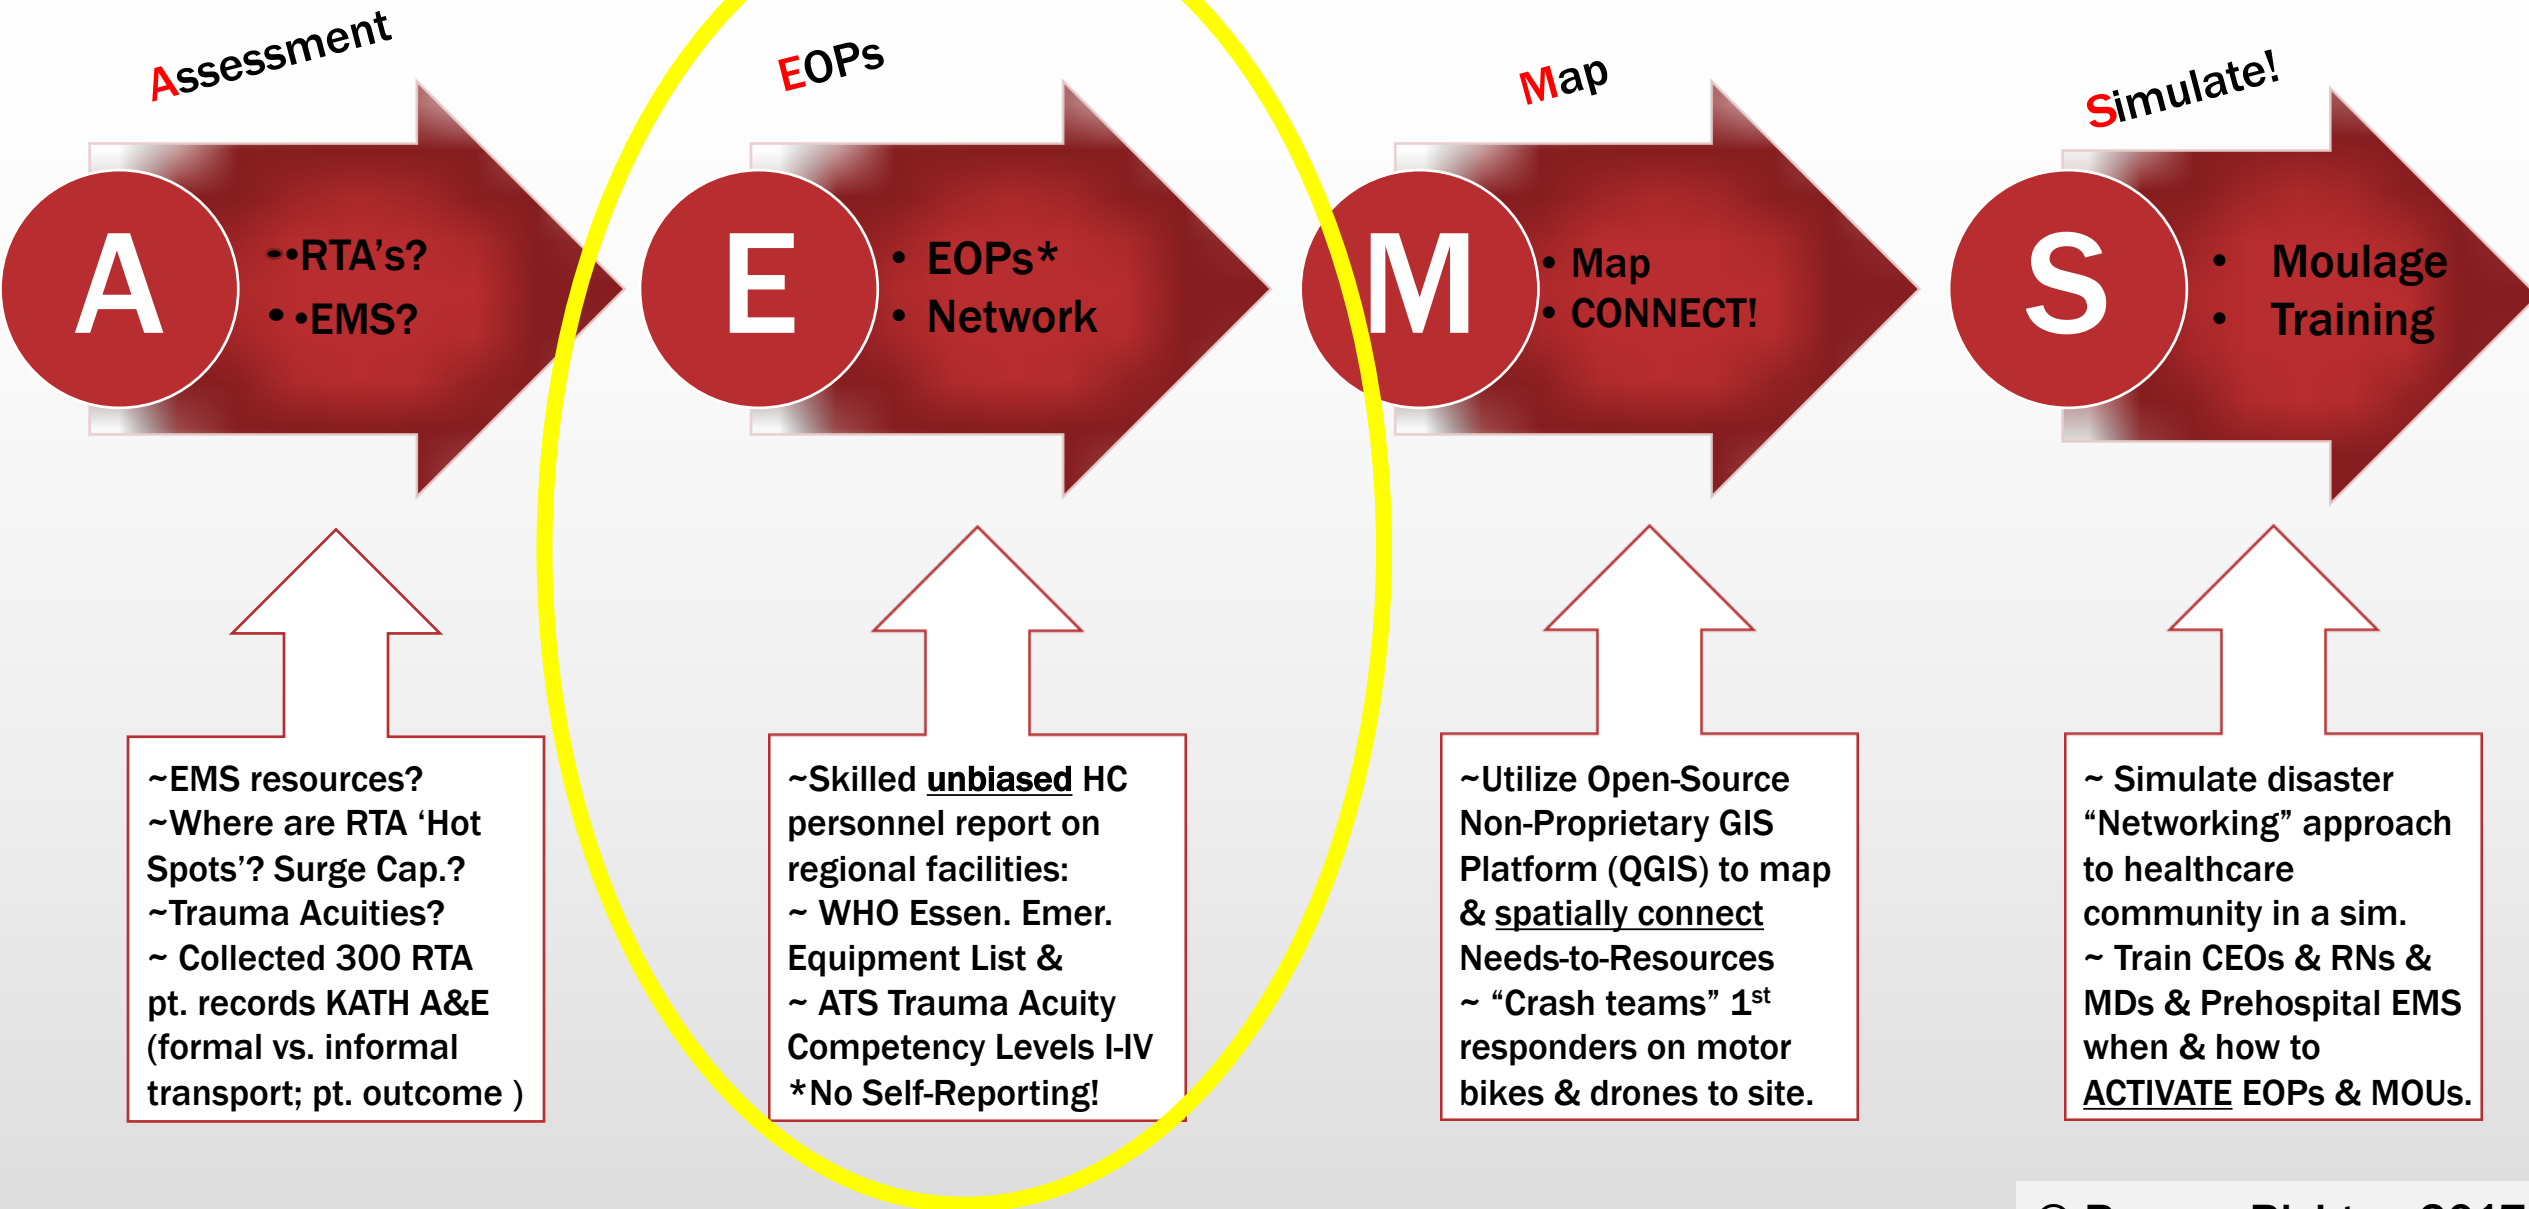 Assessment
A
••RTA's?
• •EMS?
~EMS resources?
~Where are RTA ‘Hot
Spots’? Surge Cap.?
~Trauma Acuities?
~ Collected 300 RTA
pt. records KATH A&E
(formal vs. informal
transport; pt. outcome )
EOPs
E
• EOPs*
• Network
~Skilled unbiased HC
personnel report on
regional facilities:
~ WHO Essen. Emer.
Equipment List &
~ ATS Trauma Acuity
Competency Levels I-IV
*No Self-Reporting!
Map
M
• Map
• CONNECT!
~Utilize Open-Source
Non-Proprietary GIS
Platform (QGIS) to map
& spatially connect
Needs-to-Resources
~ “Crash teams” 1st
responders on motor
bikes & drones to site.
Simulate!
S
• Moulage
• Training
~ Simulate disaster
“Networking” approach
to healthcare
community in a sim.
~ Train CEOs & RNs &
MDs & Prehospital EMS
when & how to
ACTIVATE EOPs & MOUs.